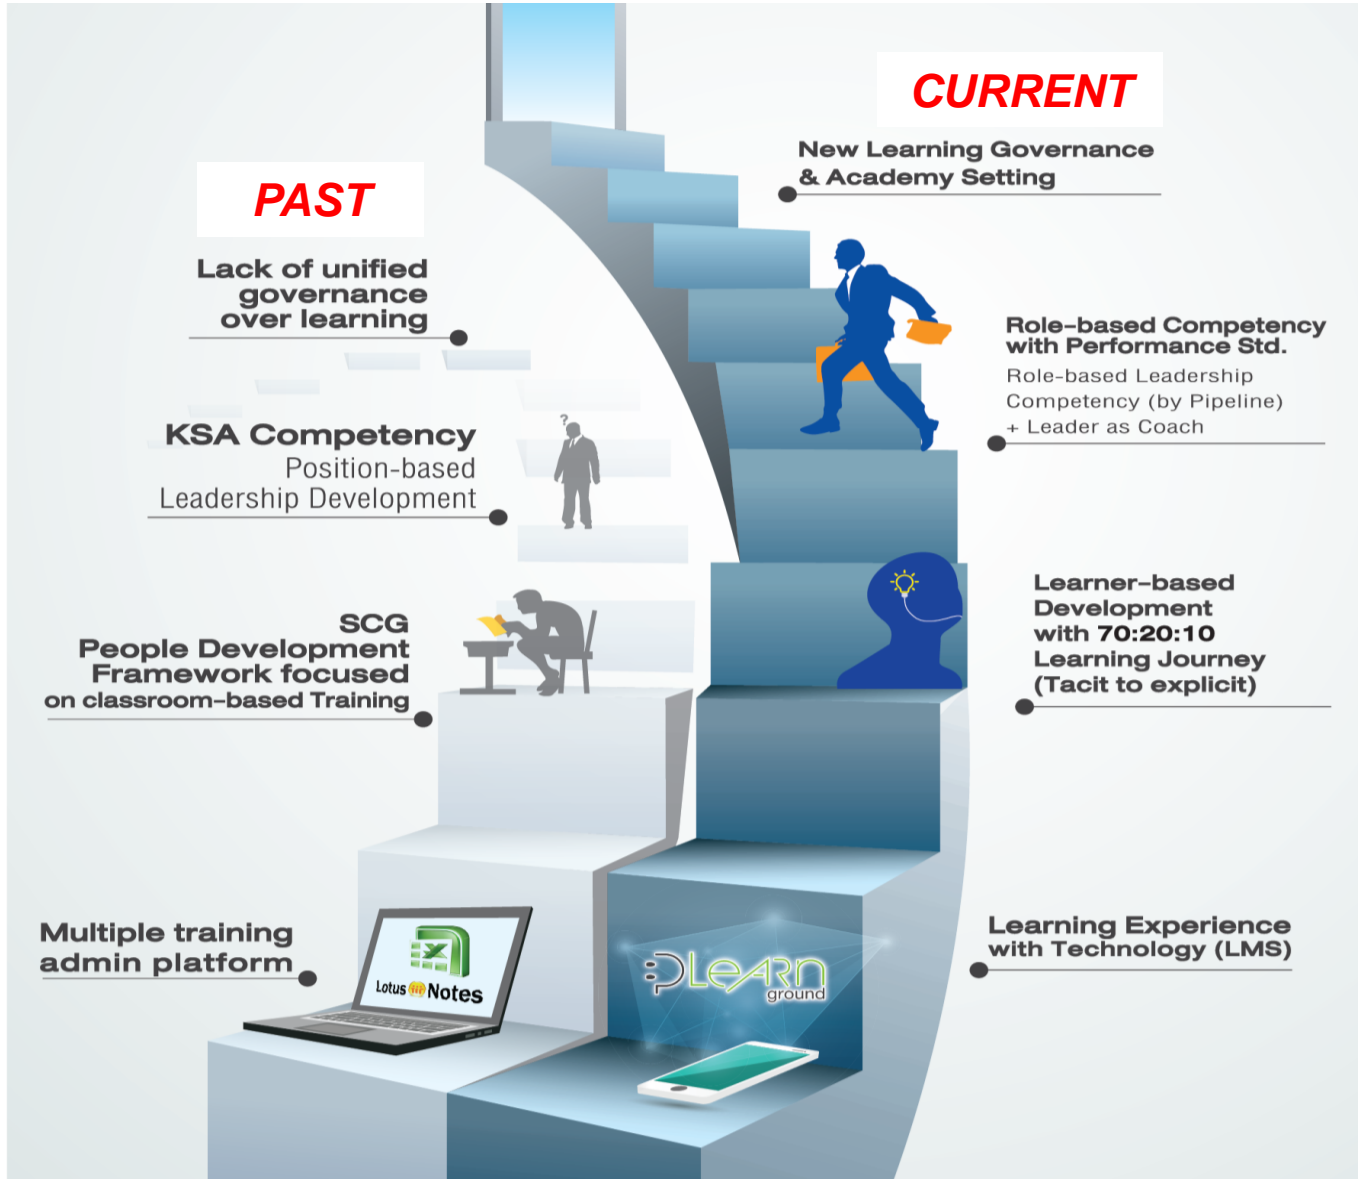 PAST
Lack of unified
governance
over learning
KSA Competency
Position-based
Leadership Development
?
SCG
People Development
Framework focused
on classroom-based Training
Multiple training
admin platform
Lotus Notes
CURRENT
New Learning Governance
& Academy Setting
Role-based Competency
with Performance Std.
Role-based Leadership
Competency (by Pipeline)
+ Leader as Coach
Learner-based
Development
with 70:20:10
Learning Journey
(Tacit to explicit)
Learning Experience
with Technology (LMS)
LEARN
ground